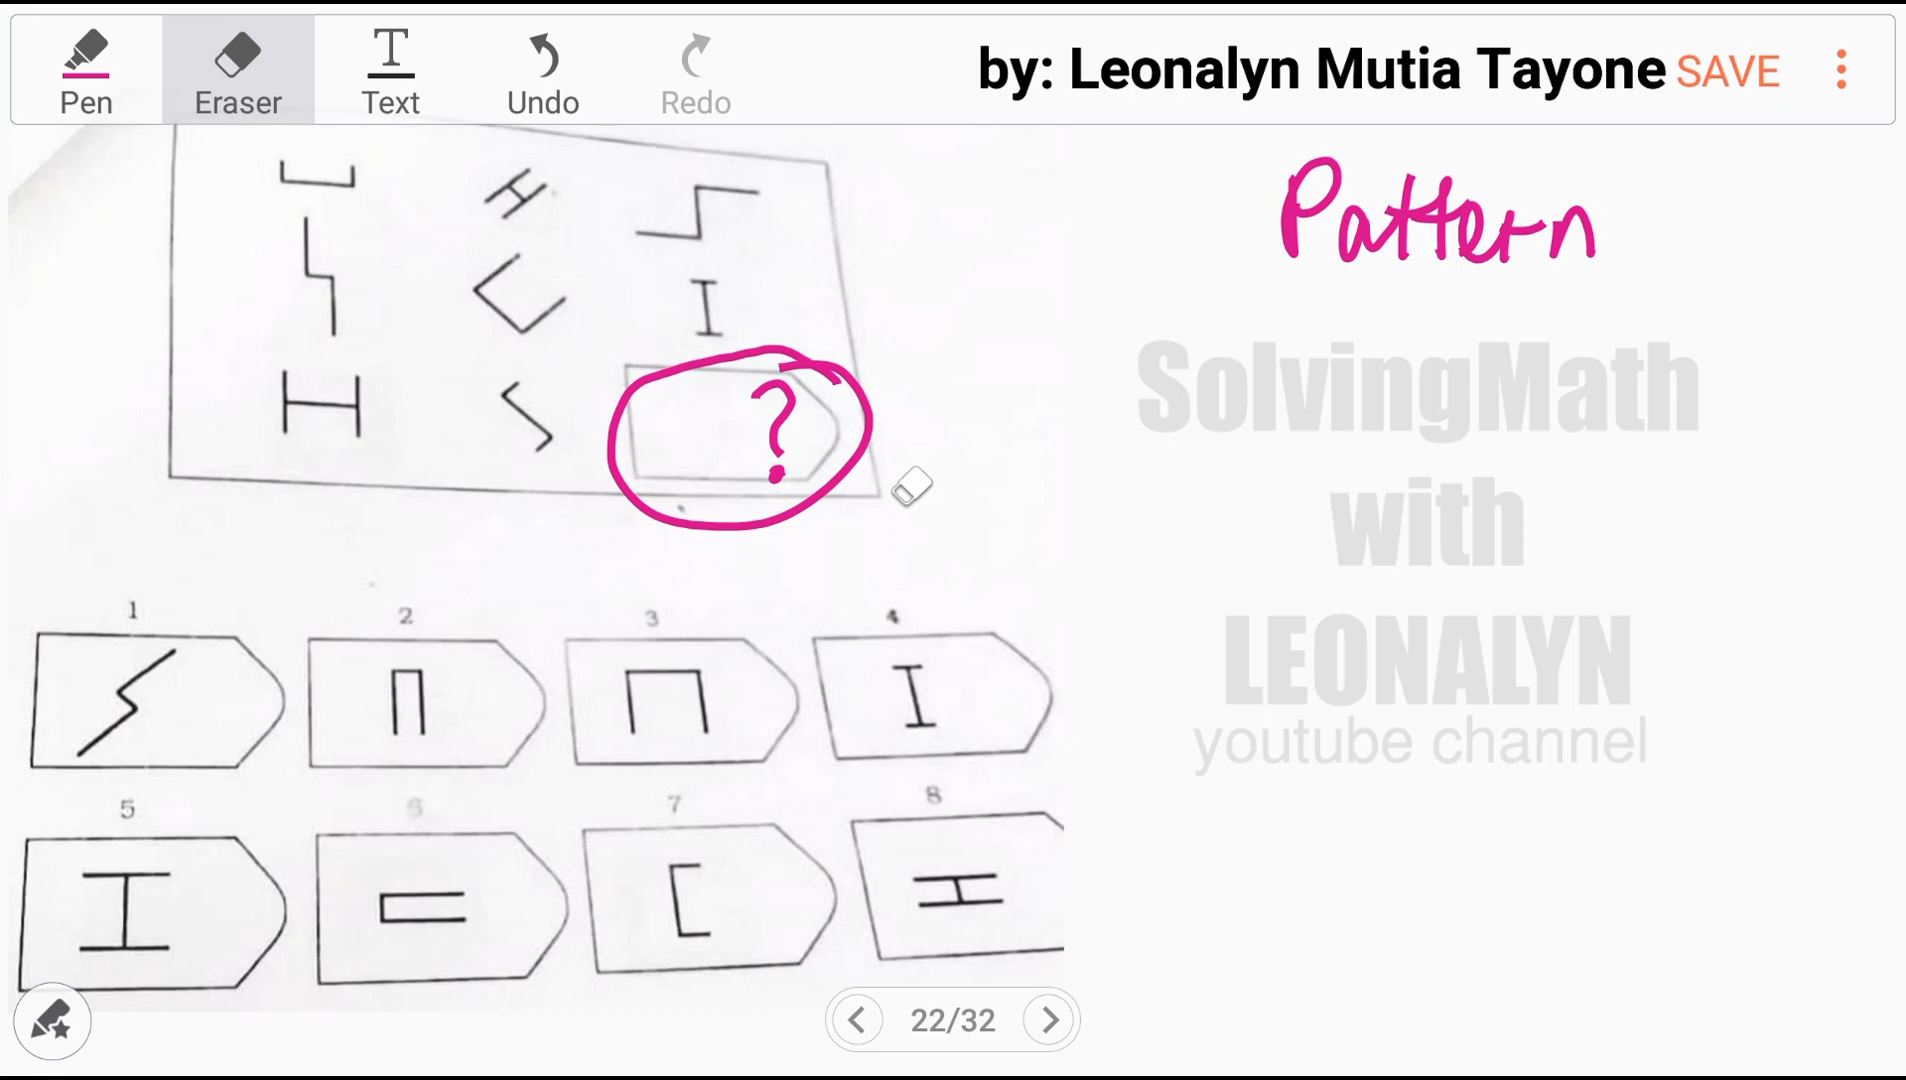 Pen
Eraser
Text
Undo
Redo
by: Leonalyn Mutia Tayone
SAVE
Pattern
?
SolvingMath
with
LEONALYN
youtube channel
1 2 3 4
5 6 7 8
22/32